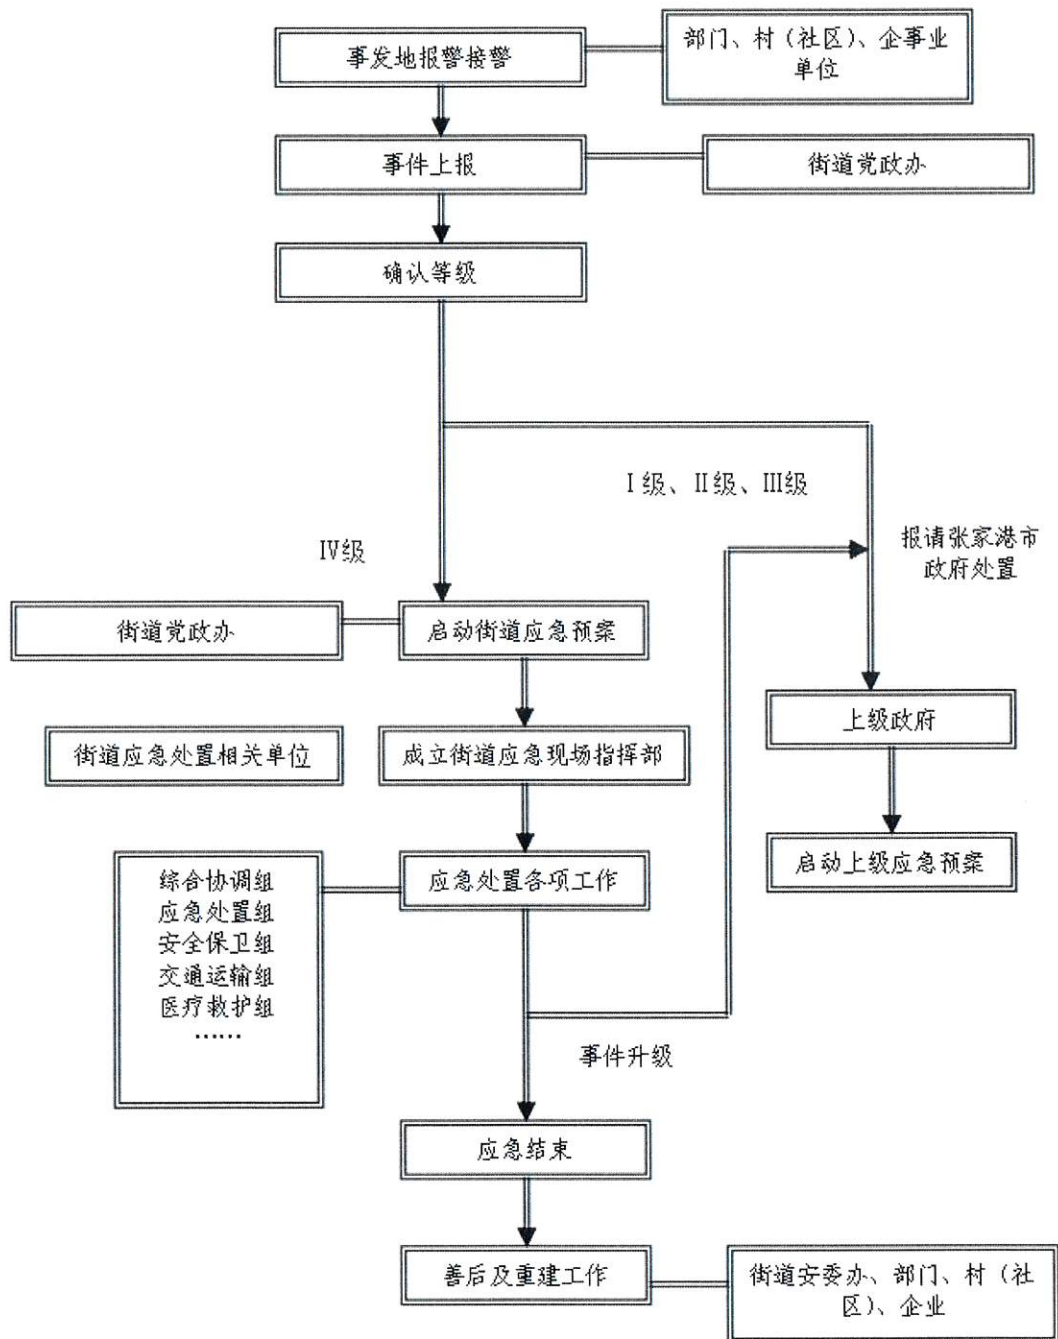 事发地报警接警
部门、村（社区）、企事业
单位
事件上报
街道党政办
确认等级
I级、II级、III级
报请张家港市
政府处置
IV级
街道党政办
启动街道应急预案
上级政府
街道应急处置相关单位
成立街道应急现场指挥部
启动上级应急预案
综合协调组
应急处置组
安全保卫组
交通运输组
医疗救护组
……
应急处置各项工作
事件升级
应急结束
善后及重建工作
街道安委办、部门、村（社
区）、企业